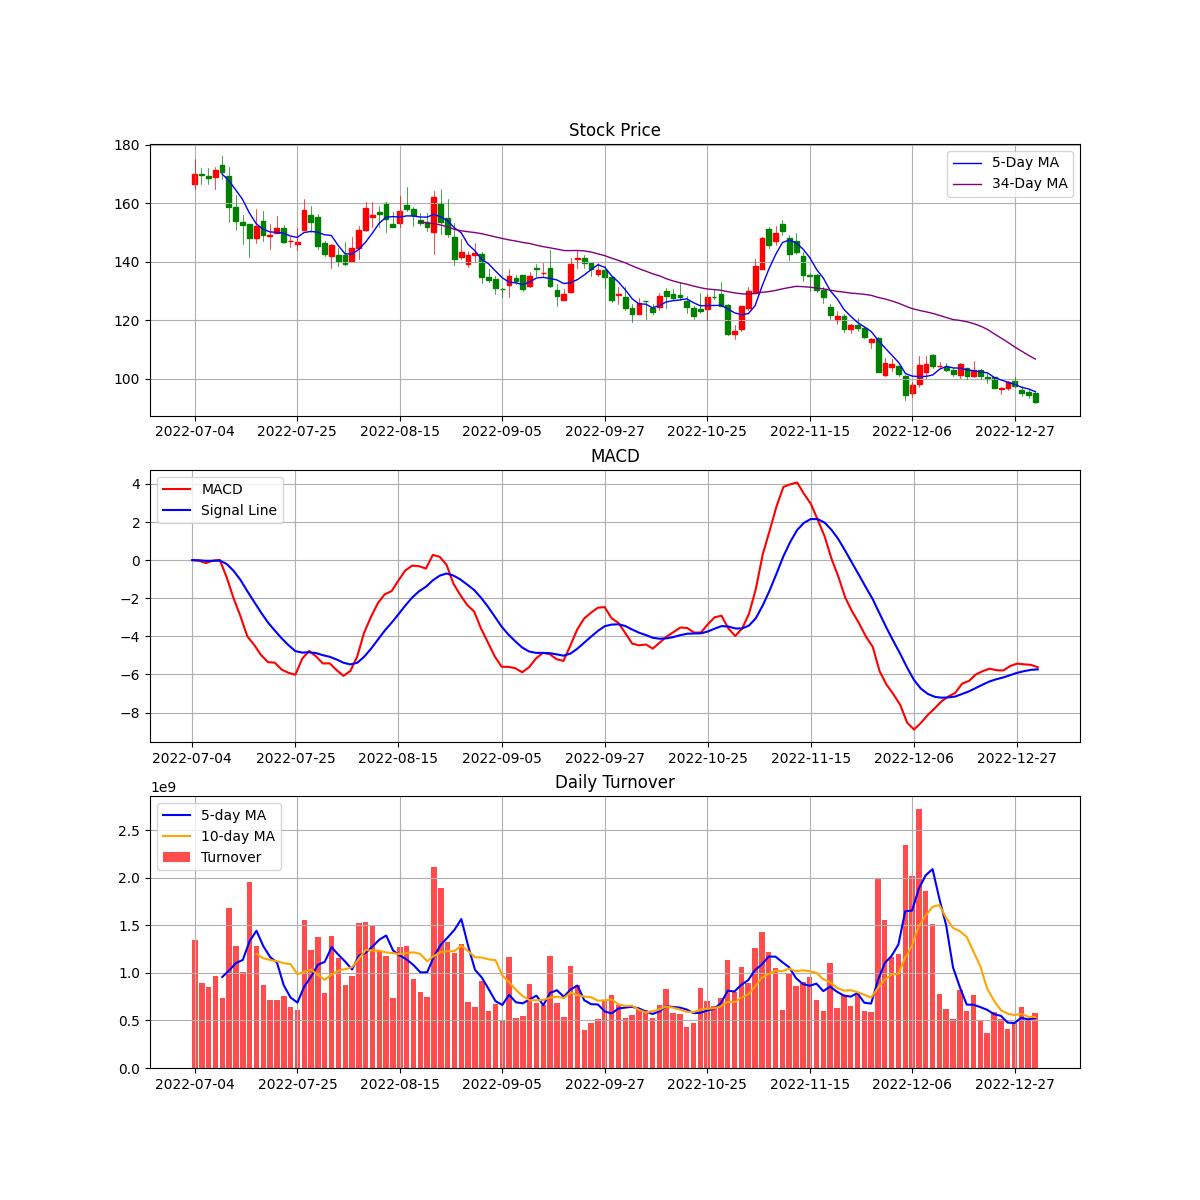 Stock Price
180
160
140
120
100
5-Day MA
34-Day MA
2022-07-04 2022-07-25 2022-08-15 2022-09-05 2022-09-27 2022-10-25 2022-11-15 2022-12-06 2022-12-27
MACD
4
2
0
−2
−4
−6
−8
MACD
Signal Line
2022-07-04 2022-07-25 2022-08-15 2022-09-05 2022-09-27 2022-10-25 2022-11-15 2022-12-06 2022-12-27
Daily Turnover
1e9
2.5
2.0
1.5
1.0
0.5
0.0
5-day MA
10-day MA
Turnover
2022-07-04 2022-07-25 2022-08-15 2022-09-05 2022-09-27 2022-10-25 2022-11-15 2022-12-06 2022-12-27